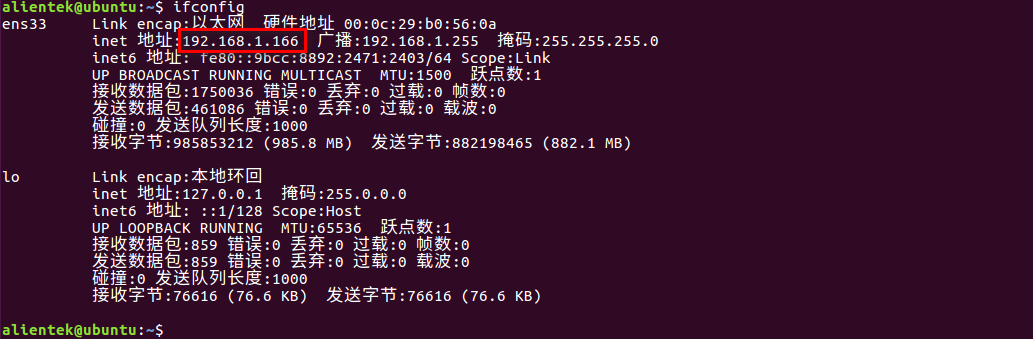 alientek@ubuntu:~$ ifconfig
ens33     Link encap:以太网  硬件地址 00:0c:29:b0:56:0a
          inet 地址:192.168.1.166  广播:192.168.1.255  掩码:255.255.255.0
          inet6 地址: fe80::9bcc:8892:2471:2403/64 Scope:Link
          UP BROADCAST RUNNING MULTICAST  MTU:1500  跃点数:1
          接收数据包:1750036 错误:0 丢弃:0 过载:0 帧数:0
          发送数据包:461086 错误:0 丢弃:0 过载:0 载波:0
          碰撞:0 发送队列长度:1000
          接收字节:985853212 (985.8 MB)  发送字节:882198465 (882.1 MB)
lo        Link encap:本地环回
          inet 地址:127.0.0.1  掩码:255.0.0.0
          inet6 地址: ::1/128 Scope:Host
          UP LOOPBACK RUNNING  MTU:65536  跃点数:1
          接收数据包:859 错误:0 丢弃:0 过载:0 帧数:0
          发送数据包:859 错误:0 丢弃:0 过载:0 载波:0
          碰撞:0 发送队列长度:1000
          接收字节:76616 (76.6 KB)  发送字节:76616 (76.6 KB)
alientek@ubuntu:~$